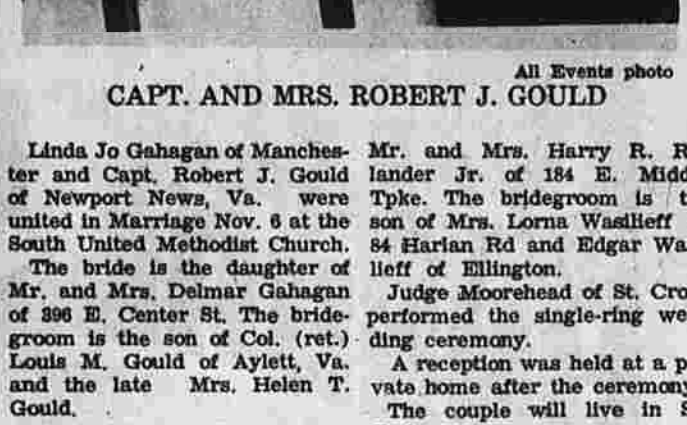 All Events photo
CAPT. AND MRS. ROBERT J. GOULD
Linda Jo Gahagan of Manches-
ter and Capt. Robert J. Gould
of Newport News, Va. were
united in Marriage Nov. 6 at the
South United Methodist Church.
The bride is the daughter of
Mr. and Mrs. Delmar Gahagan
of 396 E. Center St. The bride-
groom is the son of Col. (ret.)
Louis M. Gould of Aylett, Va.
and the late Mrs. Helen T.
Gould.
Mr. and Mrs. Harry R. R
lander Jr. of 184 E. Midd
Tpke. The bridegroom is t
son of Mrs. Lorna Wasilieff
84 Harlan Rd and Edgar Wa
lieff of Ellington.
Judge Moorehead of St. Cro
performed the single-ring we
ding ceremony.
A reception was held at a p
vate home after the ceremony
The couple will live in S